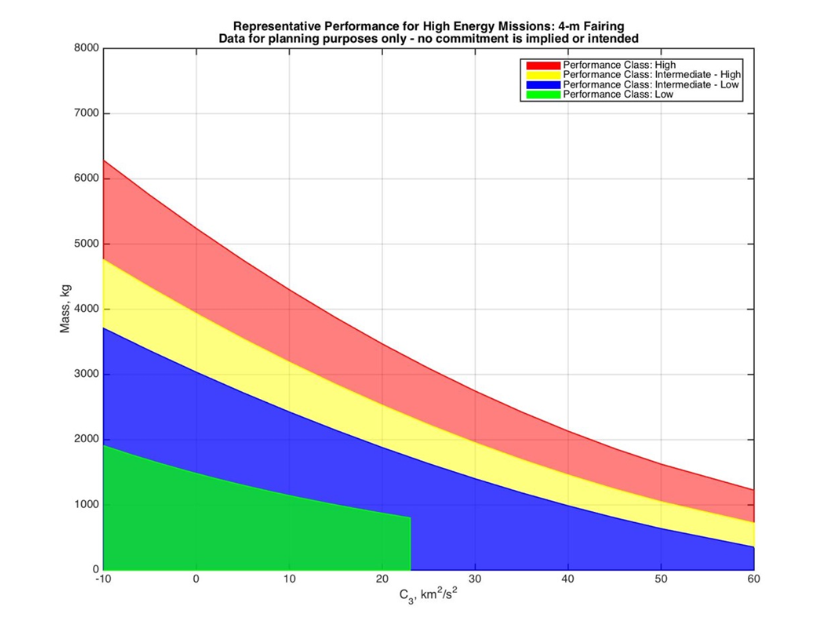 Representative Performance for High Energy Missions: 4-m Fairing
Data for planning purposes only - no commitment is implied or intended
Performance Class: High
Performance Class: Intermediate - High
Performance Class: Intermediate - Low
Performance Class: Low
8000
7000
6000
5000
4000
3000
2000
1000
0
Mass, kg
-10
0
10
20
30
40
50
60
C₃, km²/s²